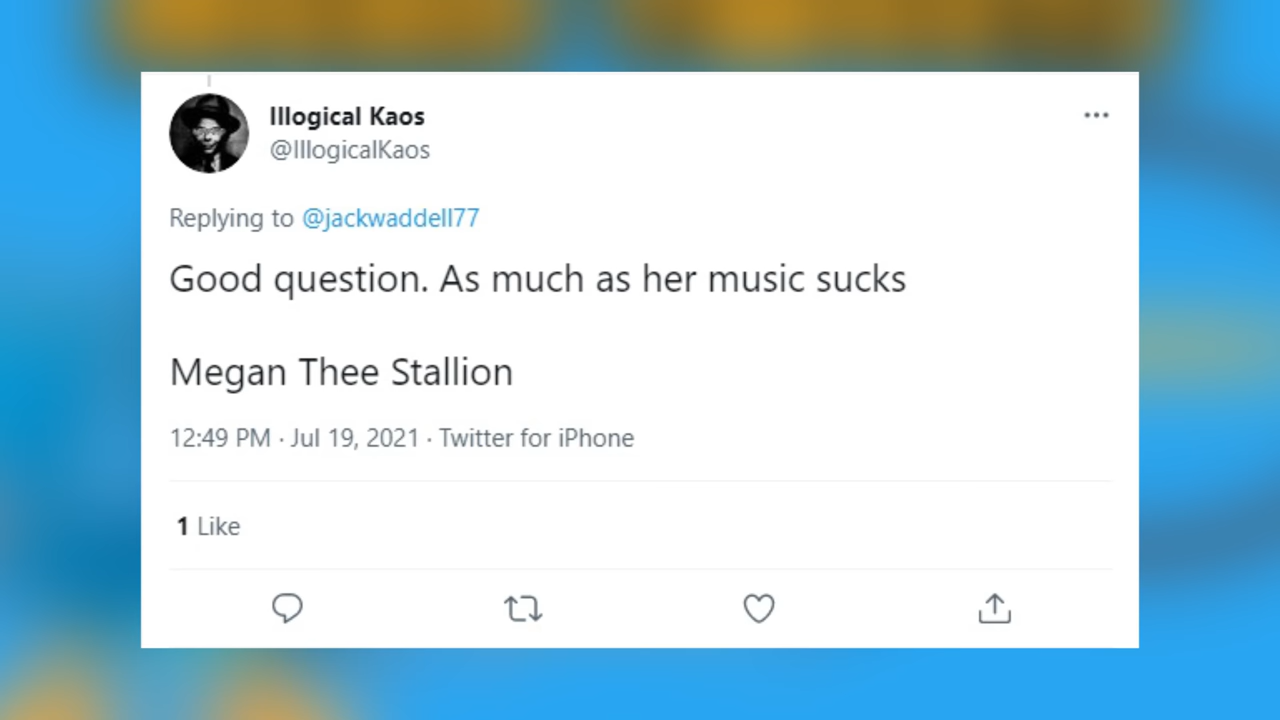 Illogical Kaos
@IllogicalKaos
Replying to @jackwaddell77
Good question. As much as her music sucks
Megan Thee Stallion
12:49 PM · Jul 19, 2021 · Twitter for iPhone
1 Like